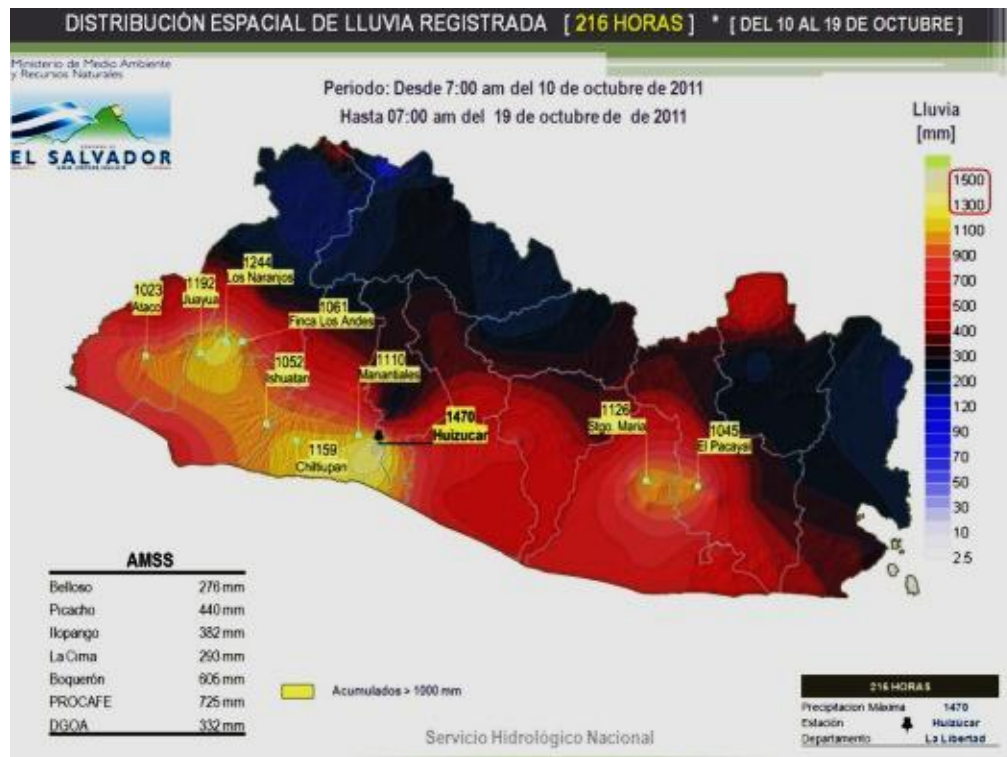 DISTRIBUCIÓN ESPACIAL DE LLUVIA REGISTRADA [ 216 HORAS ] * [ DEL 10 AL 19 DE OCTUBRE ]
Ministerio de Medio Ambiente
y Recursos Naturales
EL SALVADOR
Periodo: Desde 7:00 am del 10 de octubre de 2011
Hasta 07:00 am del 19 de octubre de de 2011
Lluvia
[mm]
1500
1300
1100
900
700
500
400
300
200
120
90
70
50
30
10
2.5
1244
Los Naranjos
1192
Juayua
1023
Ataco
1061
Finca Los Andes
1052
Ishuatan
1110
Manantiales
1470
Huizucar
1159
Chiltiupan
1126
Stgo. Maria
1045
El Pacayal
AMSS
Belloso 276 mm
Picacho 440 mm
Ilopango 382 mm
La Cima 293 mm
Boquerón 606 mm
PROCAFE 725 mm
DGOA 332 mm
Acumulados > 1000 mm
Servicio Hidrológico Nacional
216 HORAS
Precipitacion Máxima 1470
Estación Huizúcar
Departamento La Libertad